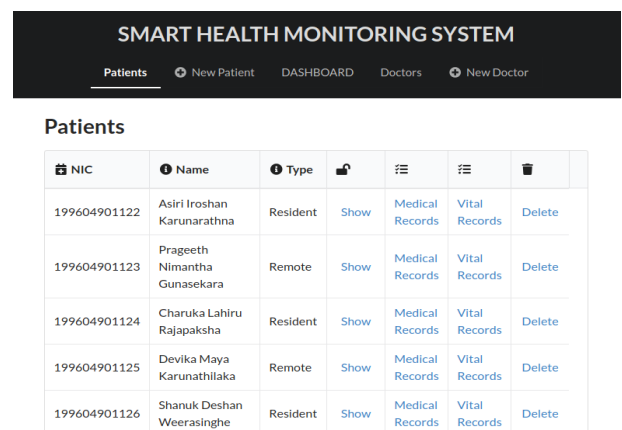 SMART HEALTH MONITORING SYSTEM
Patients New Patient DASHBOARD Doctors New Doctor
Patients
NIC Name Type
199604901122 Asiri Iroshan Karunarathna Resident Show Medical Records Vital Records Delete
199604901123 Prageeth Nimantha Gunasekara Remote Show Medical Records Vital Records Delete
199604901124 Charuka Lahiru Rajapaksha Resident Show Medical Records Vital Records Delete
199604901125 Devika Maya Karunathilaka Remote Show Medical Records Vital Records Delete
199604901126 Shanuk Deshan Weerasinghe Resident Show Medical Records Vital Records Delete